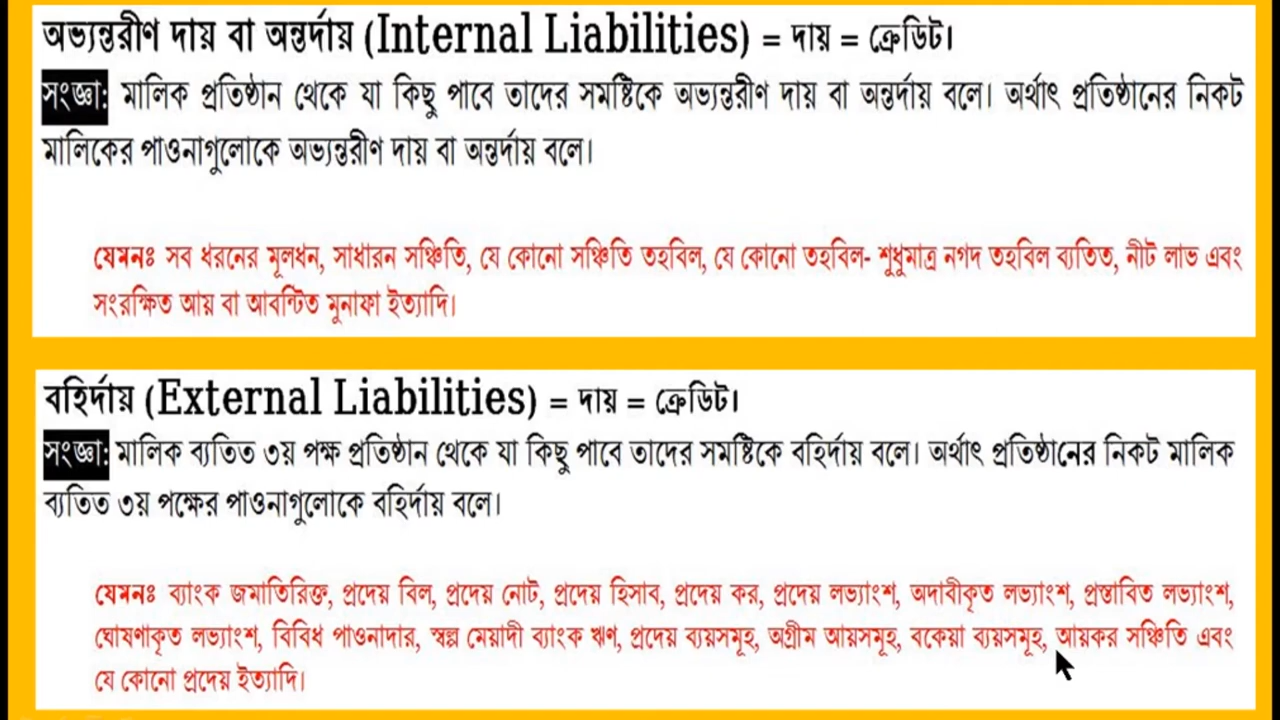 অভ্যন্তরীণ দায় বা অন্তর্দায় (Internal Liabilities) = দায় = ক্রেডিট।
সংজ্ঞা: মালিক প্রতিষ্ঠান থেকে যা কিছু পাবে তাদের সমষ্টিকে অভ্যন্তরীণ দায় বা অন্তর্দায় বলে। অর্থাৎ প্রতিষ্ঠানের নিকট
মালিকের পাওনাগুলোকে অভ্যন্তরীণ দায় বা অন্তর্দায় বলে।
যেমনঃ সব ধরনের মূলধন, সাধারন সঞ্চিতি, যে কোনো সঞ্চিতি তহবিল, যে কোনো তহবিল- শুধুমাত্র নগদ তহবিল ব্যতিত, নীট লাভ এবং
সংরক্ষিত আয় বা আবন্টিত মুনাফা ইত্যাদি।
বহির্দায় (External Liabilities) = দায় = ক্রেডিট।
সংজ্ঞা: মালিক ব্যতিত ৩য় পক্ষ প্রতিষ্ঠান থেকে যা কিছু পাবে তাদের সমষ্টিকে বহির্দায় বলে। অর্থাৎ প্রতিষ্ঠানের নিকট মালিক
ব্যতিত ৩য় পক্ষের পাওনাগুলোকে বহির্দায় বলে।
যেমনঃ ব্যাংক জমাতিরিক্ত, প্রদেয় বিল, প্রদেয় নোট, প্রদেয় হিসাব, প্রদেয় কর, প্রদেয় লভ্যাংশ, অদাবীকৃত লভ্যাংশ, প্রস্তাবিত লভ্যাংশ,
ঘোষণাকৃত লভ্যাংশ, বিবিধ পাওনাদার, স্বল্প মেয়াদী ব্যাংক ঋণ, প্রদেয় ব্যয়সমূহ, অগ্রীম আয়সমূহ, বকেয়া ব্যয়সমূহ, আয়কর সঞ্চিতি এবং
যে কোনো প্রদেয় ইত্যাদি।